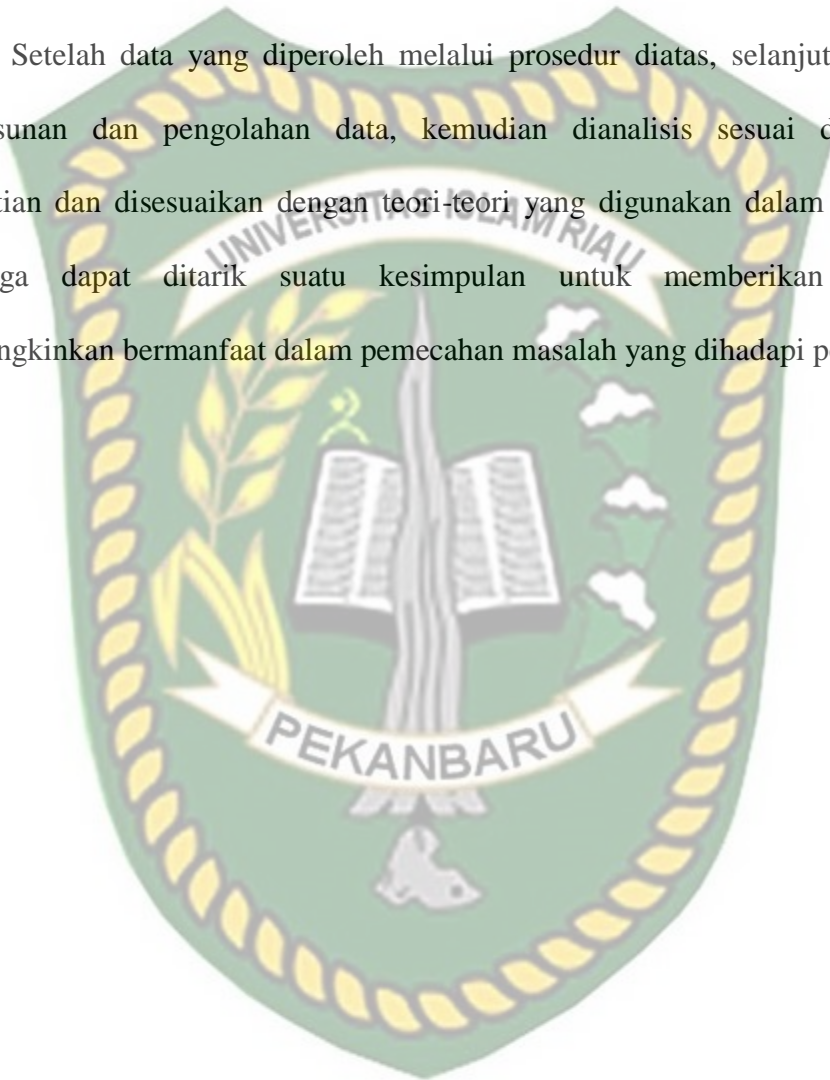 Setelah data yang diperoleh melalui prosedur diatas, selanjut
sunan dan pengolahan data, kemudian dianalisis sesuai d
tian dan disesuaikan dengan teori-teori yang digunakan dalam
ga dapat ditarik suatu kesimpulan untuk memberikan
ngkinkan bermanfaat dalam pemecahan masalah yang dihadapi pe
UNIVERSITAS ISLAM RIAU
PEKANBARU